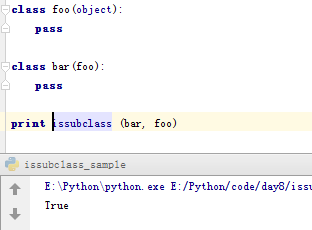 class foo(object):
    pass
class bar(foo):
    pass
print issubclass (bar, foo)
issubclass_sample
E:\Python\python.exe E:/Python/code/day8/issu
True